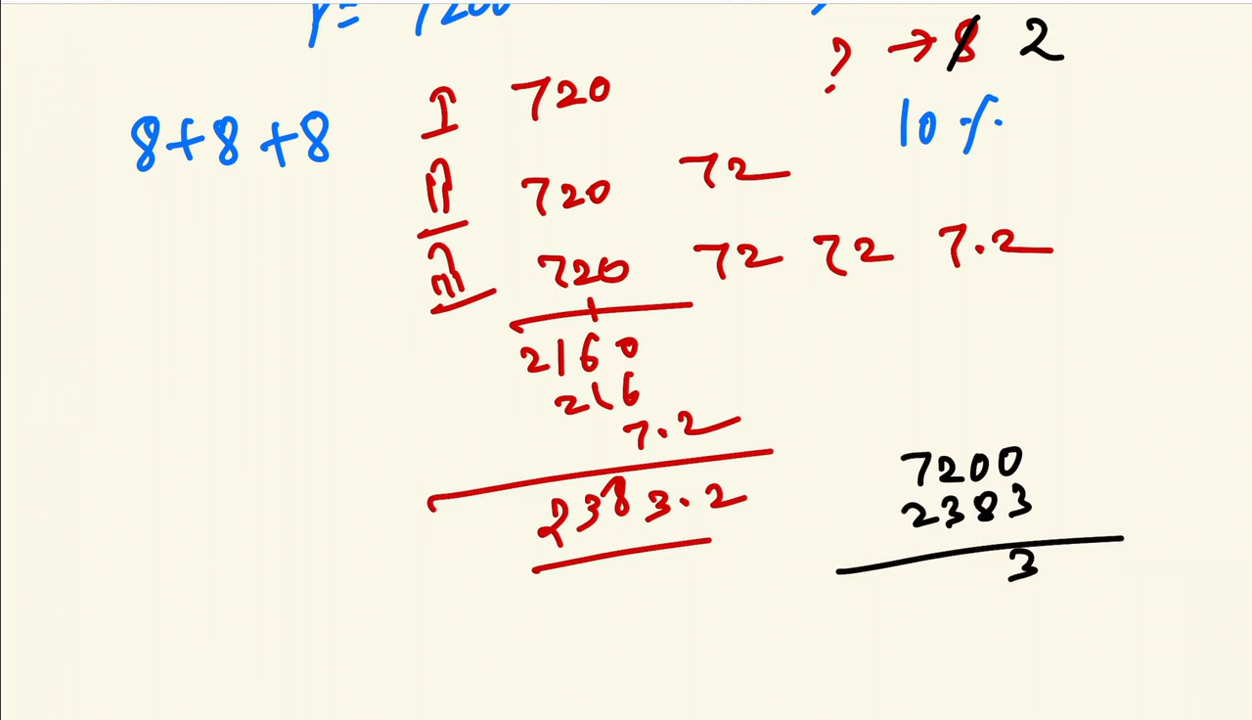 P = 7200
? → 8 2
8+8+8 I 720 10%
II 720 72
III 720 72 72 7.2
2160
216
7.2
2383.2
7200
2383
3